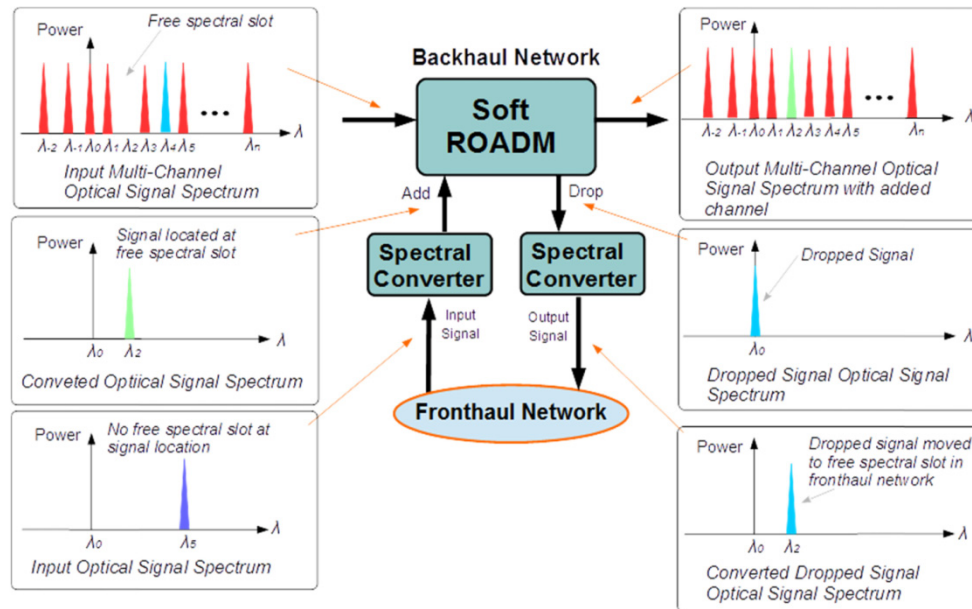 Power
Free spectral slot
λ
λ-2 λ-1 λ0 λ1 λ2 λ3 λ4 λ5 λn
Input Multi-Channel
Optical Signal Spectrum
Power
Signal located at
free spectral slot
λ
λ0 λ2
Conveted Optiical Signal Spectrum
Power
No free spectral slot at
signal location
λ
λ0 λ5
Input Optical Signal Spectrum
Backhaul Network
Soft
ROADM
Add
Drop
Spectral
Converter
Spectral
Converter
Input
Signal
Output
Signal
Fronthaul Network
Power
λ
λ-2 λ-1 λ0 λ1 λ2 λ3 λ4 λ5 λn
Output Multi-Channel Optical
Signal Spectrum with added
channel
Power
Dropped Signal
λ
λ0
Dropped Signal Optical Signal
Spectrum
Power
Dropped signal moved
to free spectral slot in
fronthaul network
λ
λ0 λ2
Converted Dropped Signal
Optical Signal Spectrum